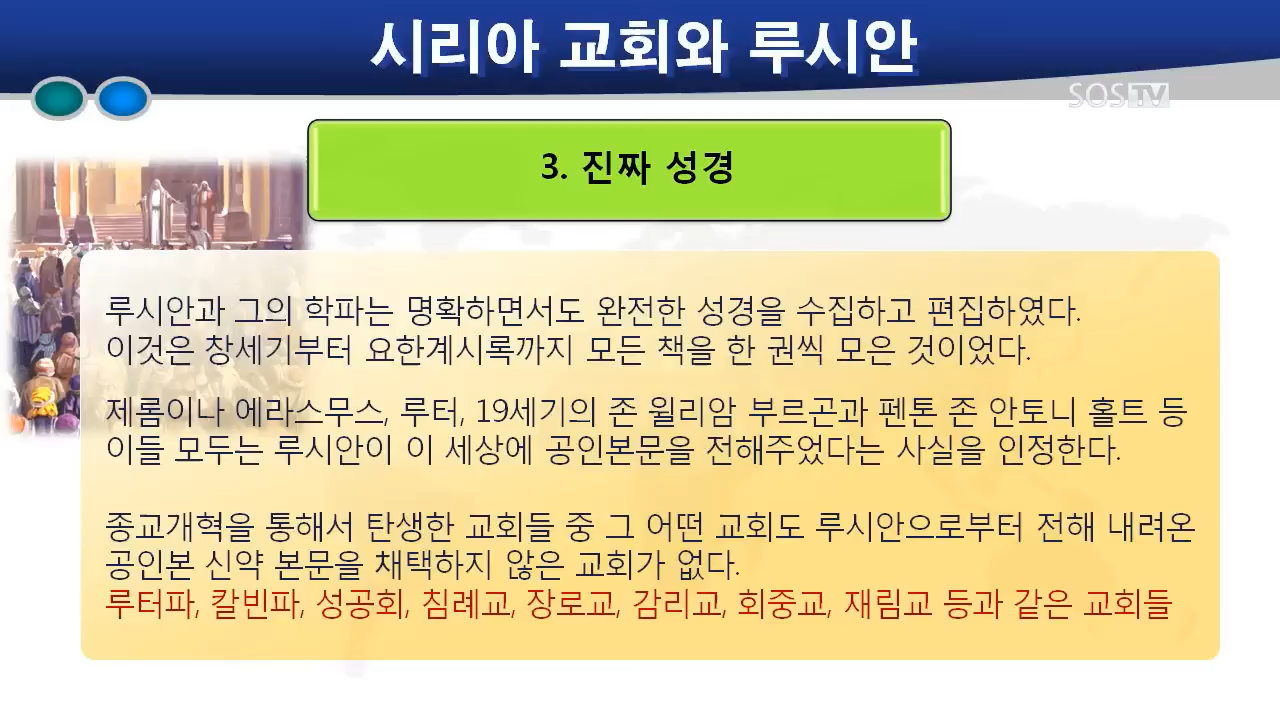 시리아 교회와 루시안
SOSTV
3. 진짜 성경
루시안과 그의 학파는 명확하면서도 완전한 성경을 수집하고 편집하였다.
이것은 창세기부터 요한계시록까지 모든 책을 한 권씩 모은 것이었다.
제롬이나 에라스무스, 루터, 19세기의 존 윌리암 부르곤과 펜톤 존 안토니 홀트 등
이들 모두는 루시안이 이 세상에 공인본문을 전해주었다는 사실을 인정한다.
종교개혁을 통해서 탄생한 교회들 중 그 어떤 교회도 루시안으로부터 전해 내려온
공인본 신약 본문을 채택하지 않은 교회가 없다.
루터파, 칼빈파, 성공회, 침례교, 장로교, 감리교, 회중교, 재림교 등과 같은 교회들